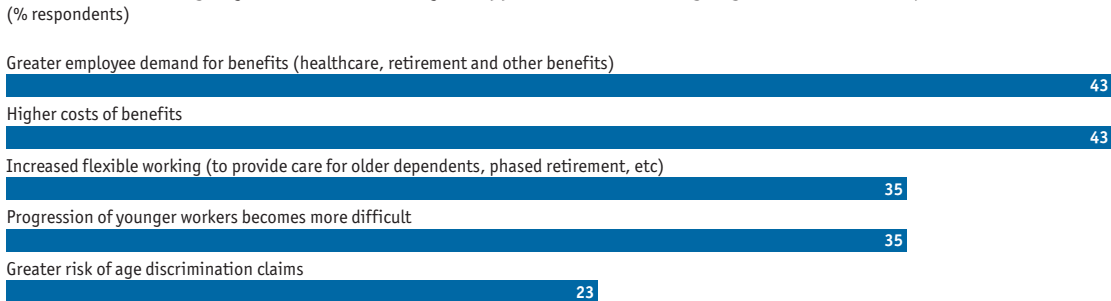 (% respondents)
Greater employee demand for benefits (healthcare, retirement and other benefits)
43
Higher costs of benefits
43
Increased flexible working (to provide care for older dependents, phased retirement, etc)
35
Progression of younger workers becomes more difficult
35
Greater risk of age discrimination claims
23